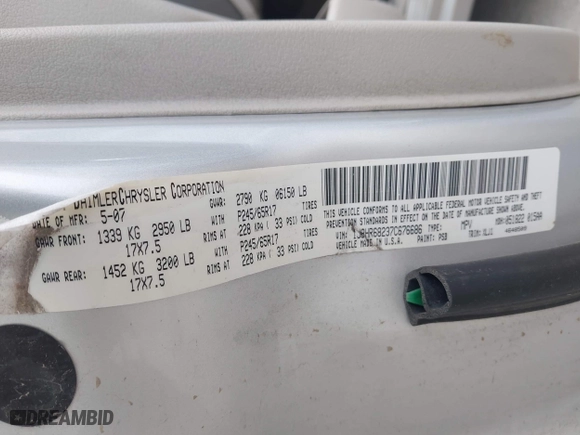 DAIMLERCHRYSLER CORPORATION
DATE OF MFR: 5-07 GVWR: 2790 KG 06150 LB
GAWR FRONT: 1339 KG 2950 LB WITH P245/65R17 TIRES
17X7.5 AT 228 KPA ( 33 PSI COLD
GAWR REAR: 1452 KG 3200 LB WITH P245/65R17 TIRES
17X7.5 AT 228 KPA ( 33 PSI COLD
THIS VEHICLE CONFORMS TO ALL APPLICABLE FEDERAL MOTOR VEHICLE SAFETY AND THEFT
PREVENTION STANDARDS IN EFFECT ON THE DATE OF MANUFACTURE SHOWN ABOVE.
VIN: TYPE: MPV MDH:
MADE IN U.S.A. PAINT: PSB TRIM:
DREAMBID